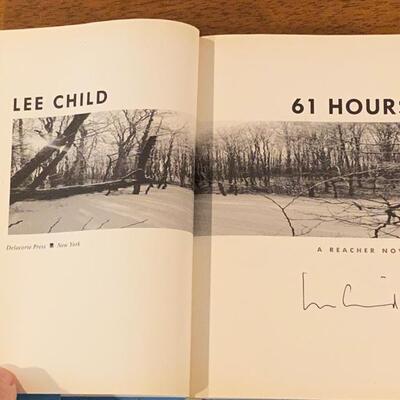 LEE CHILD
61 HOURS
A REACHER NOV
Delacorte Press New York